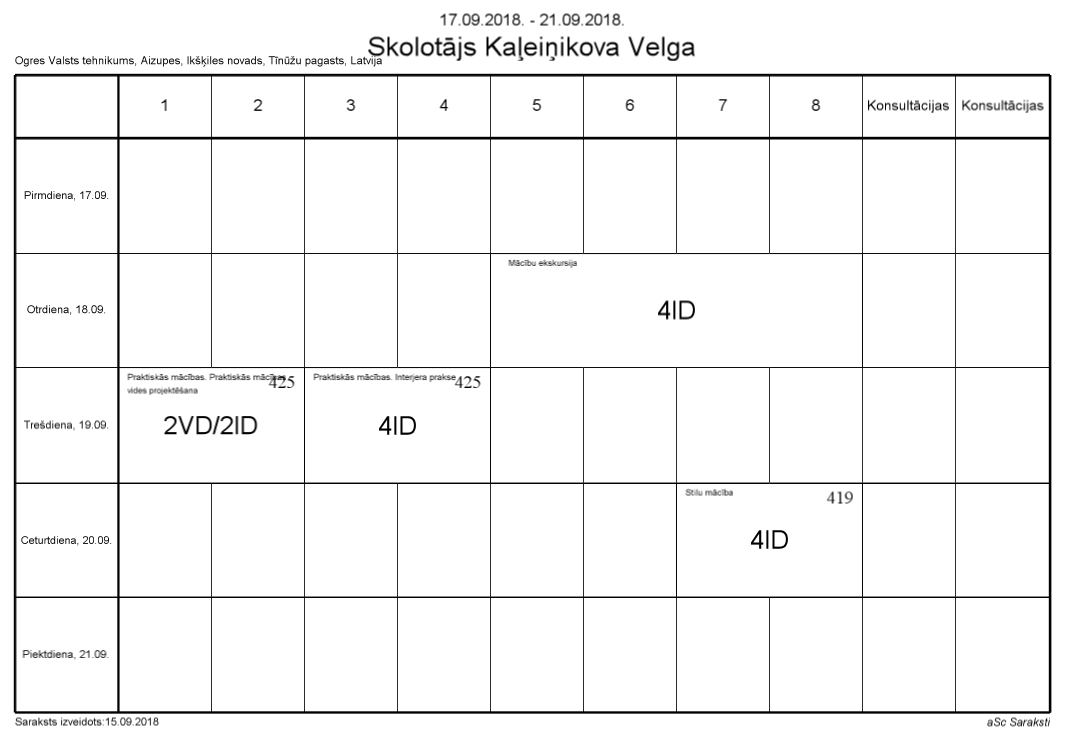 17.09.2018. - 21.09.2018.
Skolotājs Kaļeiņikova Velga
Ogres Valsts tehnikums, Aizupes, Ikšķiles novads, Tīnūžu pagasts, Latvija
1 2 3 4 5 6 7 8 Konsultācijas Konsultācijas
Pirmdiena, 17.09.
Mācību ekskursija
Otrdiena, 18.09. 4ID
Praktiskās mācības. Praktiskās mācības 425 Praktiskās mācības. Interjera prakse 425
vides projektēšana
Trešdiena, 19.09. 2VD/2ID 4ID
Stilu mācība 419
Ceturtdiena, 20.09. 4ID
Piektdiena, 21.09.
Saraksts izveidots:15.09.2018 aSc Saraksti